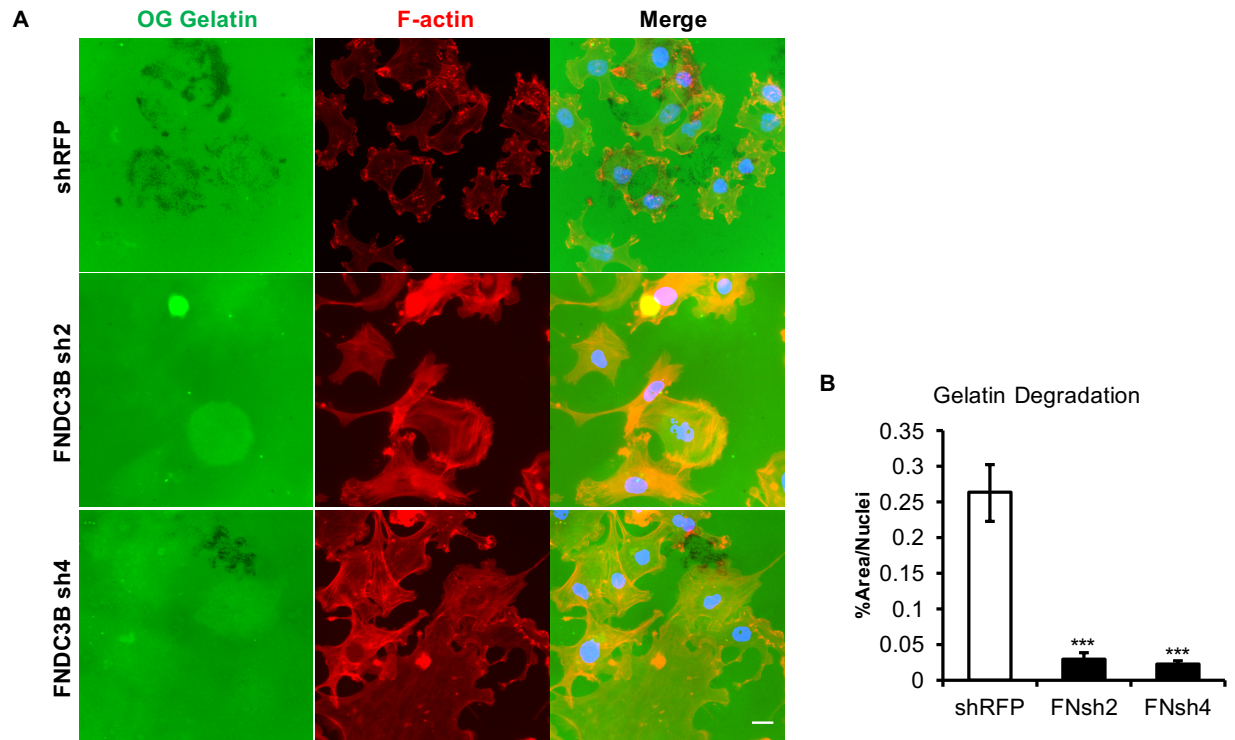 A
OG Gelatin
F-actin
Merge
shRFP
FNDC3B sh2
FNDC3B sh4
B
Gelatin Degradation
%Area/Nuclei
0.35
0.3
0.25
0.2
0.15
0.1
0.05
0
***
***
shRFP
FNsh2
FNsh4